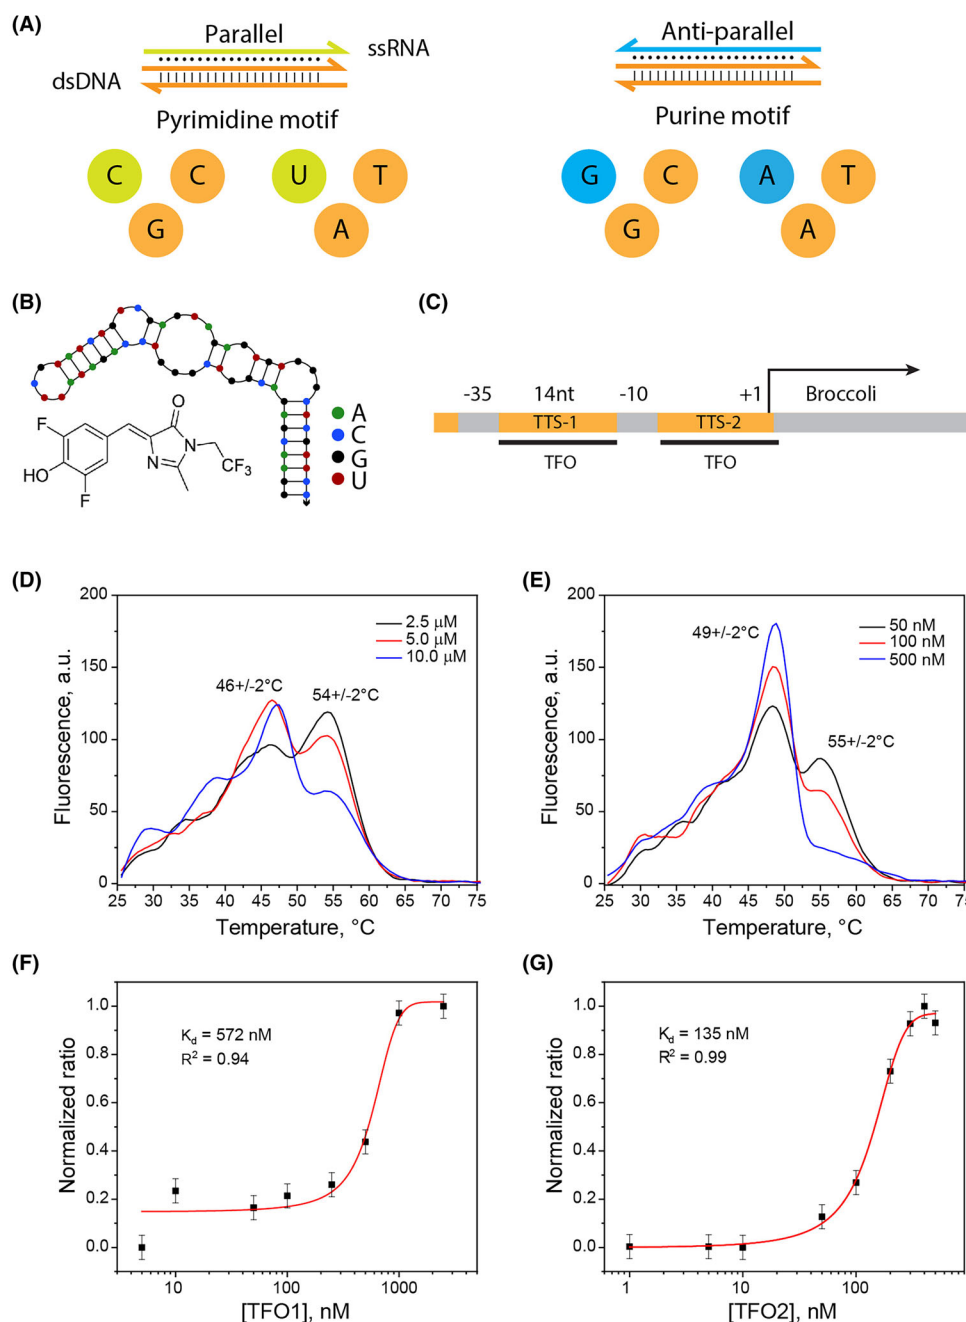 (A)
Parallel
ssRNA
dsDNA
Pyrimidine motif
C C U T
G A
Anti-parallel
Purine motif
G C A T
G A
(B)
O
F
N
N
HO
CF3
F
A
C
G
U
(C)
-35 14nt -10 +1 Broccoli
TTS-1 TTS-2
TFO TFO
(D)
200
150
100
50
0
Fluorescence, a.u.
2.5 μM
5.0 μM
10.0 μM
46+/-2°C
54+/-2°C
25 30 35 40 45 50 55 60 65 70 75
Temperature, °C
(E)
200
150
100
50
0
Fluorescence, a.u.
50 nM
100 nM
500 nM
49+/-2°C
55+/-2°C
25 30 35 40 45 50 55 60 65 70 75
Temperature, °C
(F)
1.0
0.8
0.6
0.4
0.2
0.0
Normalized ratio
Kd = 572 nM
R2 = 0.94
10 100 1000
[TFO1], nM
(G)
1.0
0.8
0.6
0.4
0.2
0.0
Normalized ratio
Kd = 135 nM
R2 = 0.99
1 10 100
[TFO2], nM